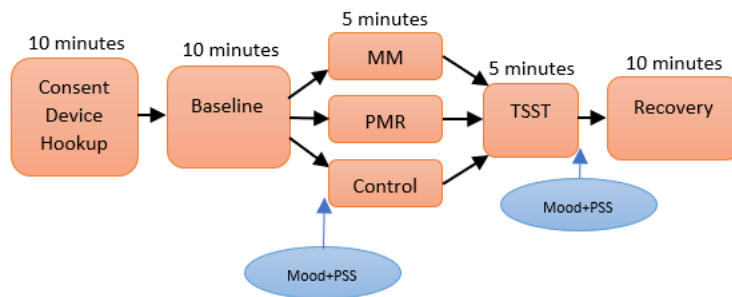 10 minutes
Consent
Device
Hookup
10 minutes
Baseline
5 minutes
MM
PMR
Control
5 minutes
TSST
10 minutes
Recovery
Mood+PSS
Mood+PSS